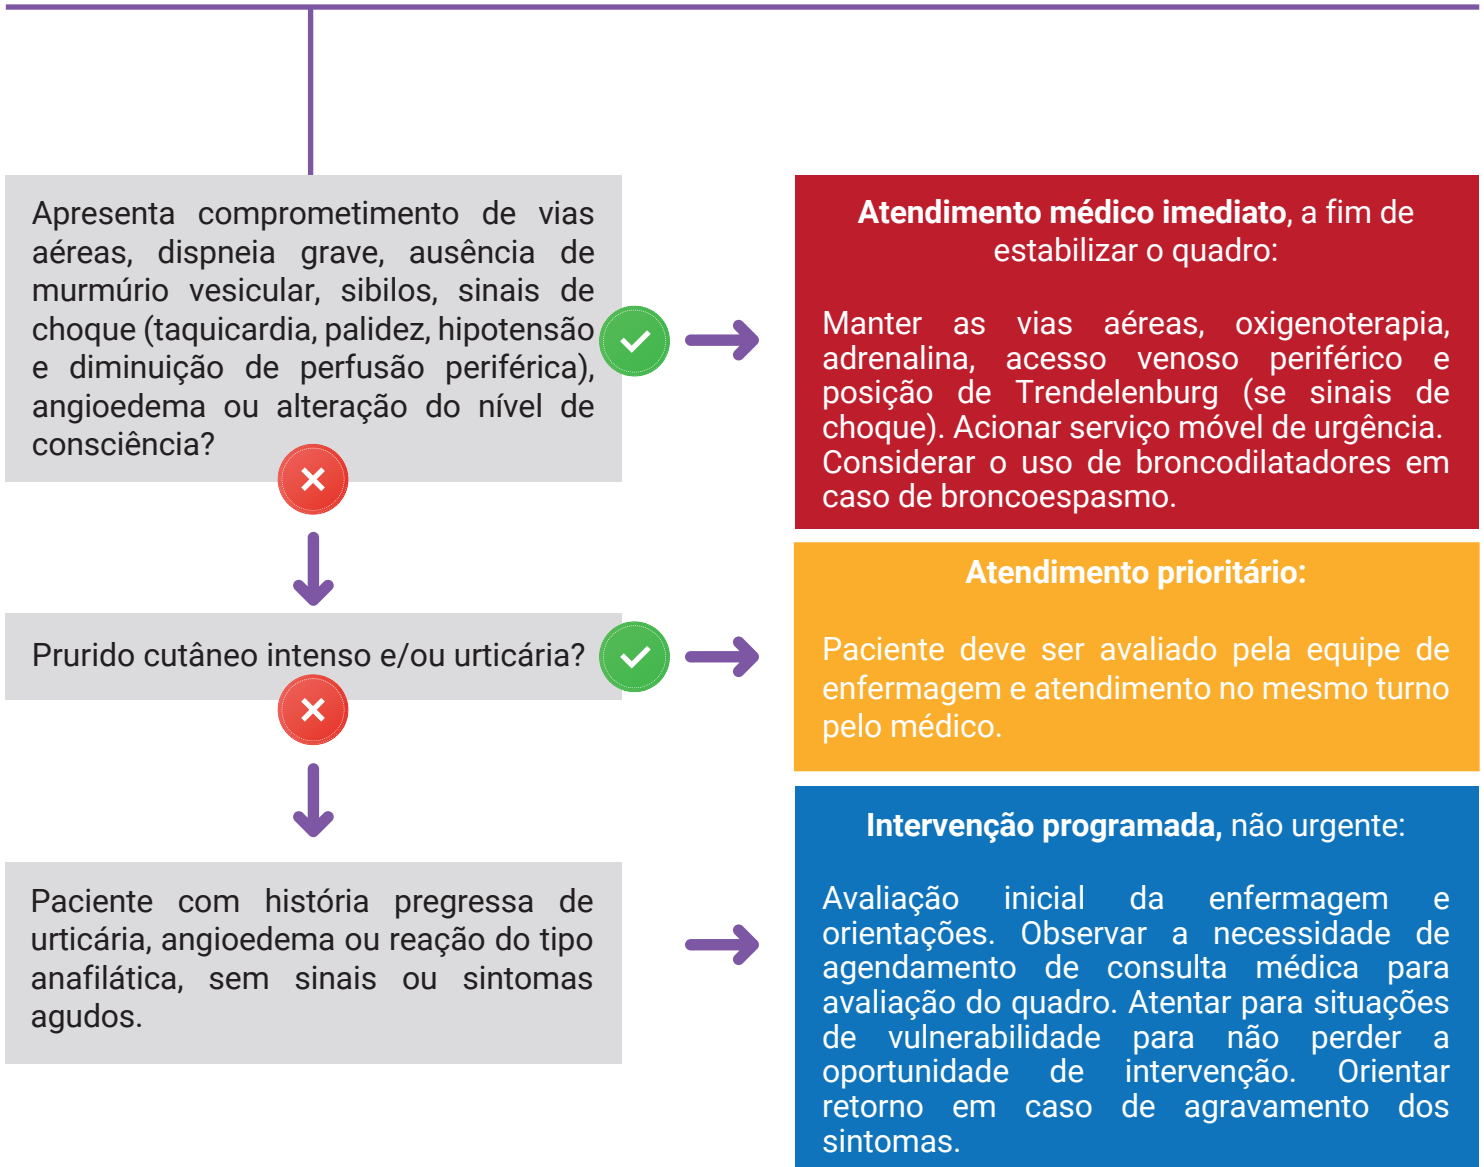 Apresenta comprometimento de vias
aéreas, dispneia grave, ausência de
murmúrio vesicular, sibilos, sinais de
choque (taquicardia, palidez, hipotensão
e diminuição de perfusão periférica),
angioedema ou alteração do nível de
consciência?
Atendimento médico imediato, a fim de
estabilizar o quadro:
Manter as vias aéreas, oxigenoterapia,
adrenalina, acesso venoso periférico e
posição de Trendelenburg (se sinais de
choque). Acionar serviço móvel de urgência.
Considerar o uso de broncodilatadores em
caso de broncoespasmo.
Prurido cutâneo intenso e/ou urticária?
Atendimento prioritário:
Paciente deve ser avaliado pela equipe de
enfermagem e atendimento no mesmo turno
pelo médico.
Paciente com história pregressa de
urticária, angioedema ou reação do tipo
anafilática, sem sinais ou sintomas
agudos.
Intervenção programada, não urgente:
Avaliação inicial da enfermagem e
orientações. Observar a necessidade de
agendamento de consulta médica para
avaliação do quadro. Atentar para situações
de vulnerabilidade para não perder a
oportunidade de intervenção. Orientar
retorno em caso de agravamento dos
sintomas.